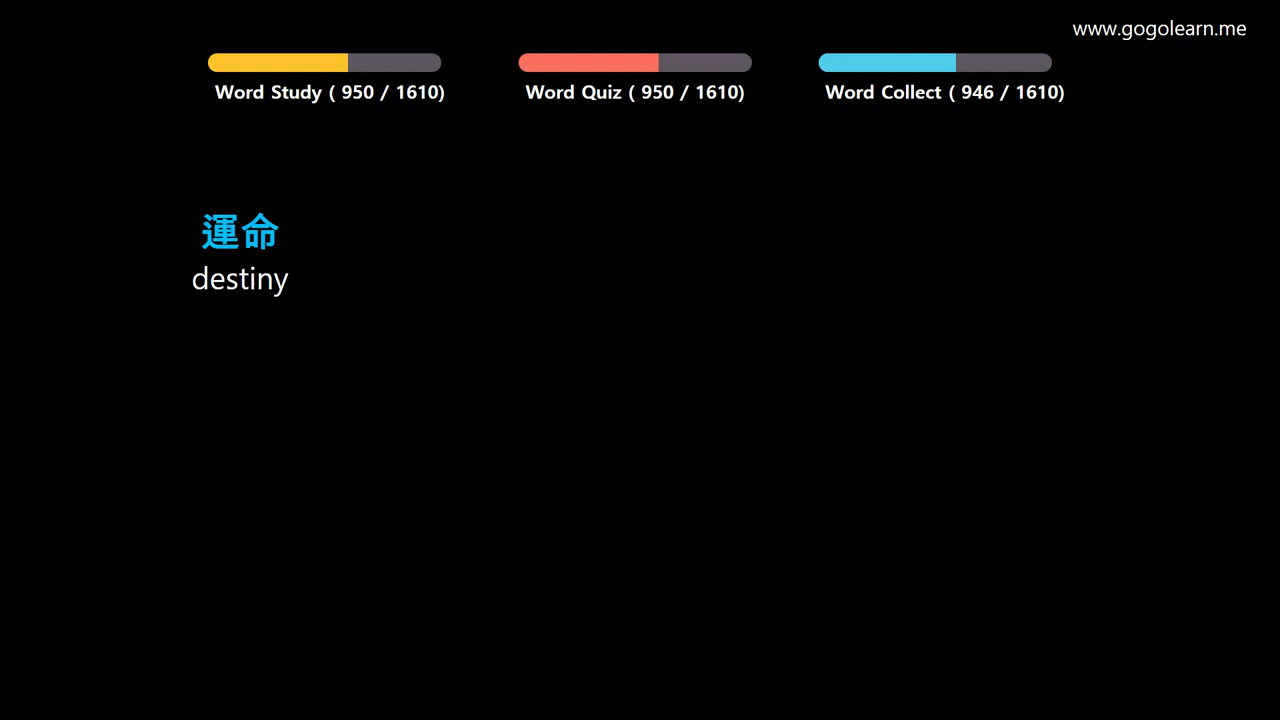 www.gogolearn.me
Word Study ( 950 / 1610)
Word Quiz ( 950 / 1610)
Word Collect ( 946 / 1610)
運命
destiny